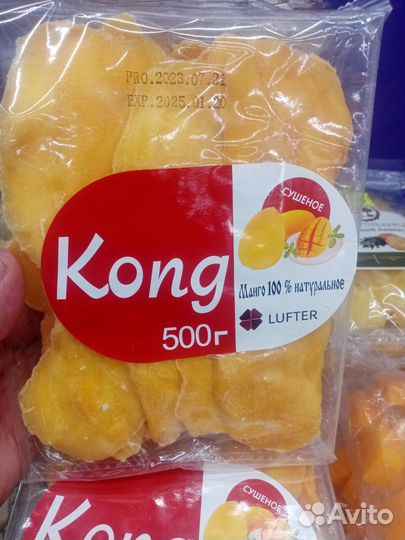 PRO.2023.07.21
EXP.2025.01.20
СУШЕНОЕ
Kong
Манго 100 % натуральное
500г
LUFTER
СУШЕНОЕ
Kong
Avito